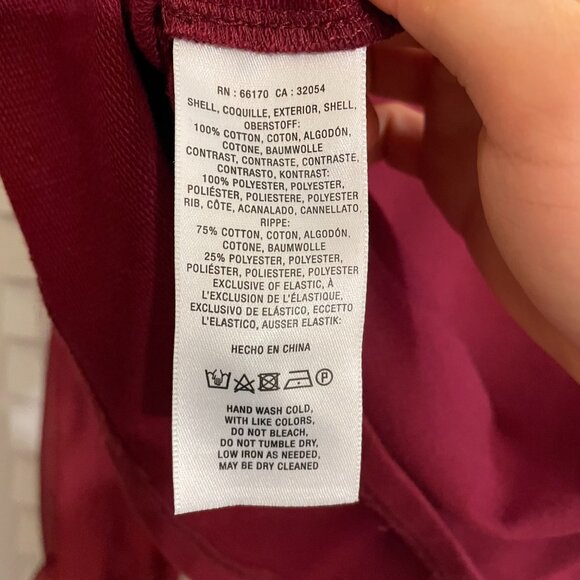 RN : 66170 CA : 32054
SHELL, COQUILLE, EXTERIOR, SHELL,
OBERSTOFF:
100% COTTON, COTON, ALGODÓN,
COTONE, BAUMWOLLE
CONTRAST, CONTRASTE, CONTRASTE,
CONTRASTO, KONTRAST:
100% POLYESTER, POLYESTER,
POLIÉSTER, POLIESTERE, POLYESTER
RIB, CÔTE, ACANALADO, CANNELLATO,
RIPPE:
75% COTTON, COTON, ALGODÓN,
COTONE, BAUMWOLLE
25% POLYESTER, POLYESTER,
POLIÉSTER, POLIESTERE, POLYESTER
EXCLUSIVE OF ELASTIC, À
L'EXCLUSION DE L'ÉLASTIQUE,
EXCLUSIVO DE ELÁSTICO, ECCETTO
L'ELASTICO, AUSSER ELASTIK:
HECHO EN CHINA
P
HAND WASH COLD,
WITH LIKE COLORS,
DO NOT BLEACH,
DO NOT TUMBLE DRY,
LOW IRON AS NEEDED,
MAY BE DRY CLEANED